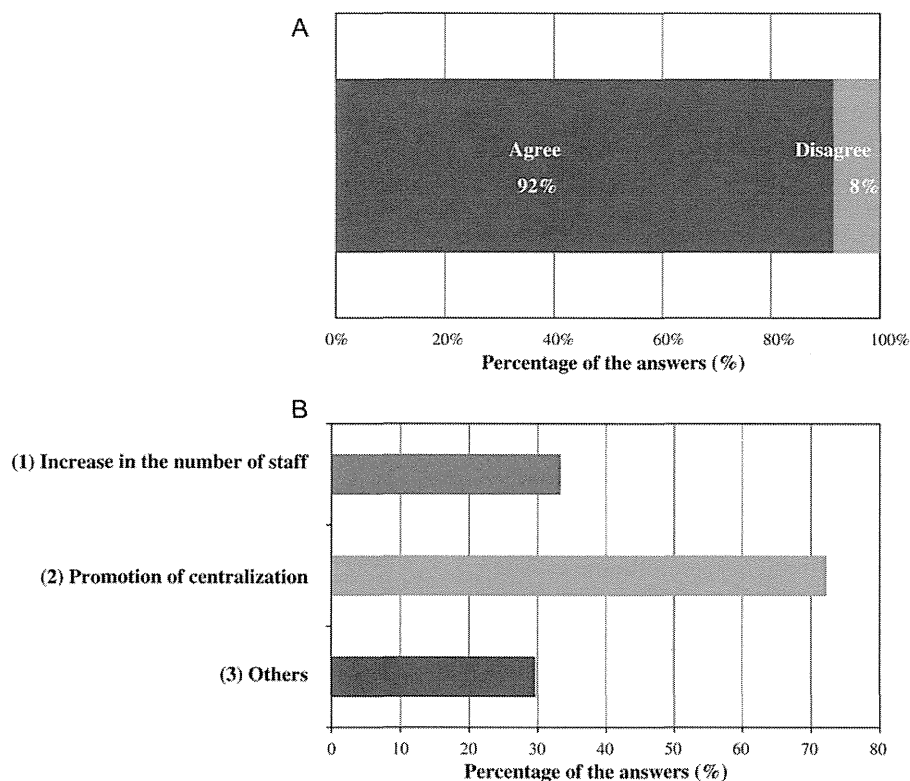 A
Agree
Disagree
92%
8%
0%
20%
40%
60%
80%
100%
Percentage of the answers (%)
B
(1) Increase in the number of staff
(2) Promotion of centralization
(3) Others
0
10
20
30
40
50
60
70
80
Percentage of the answers (%)